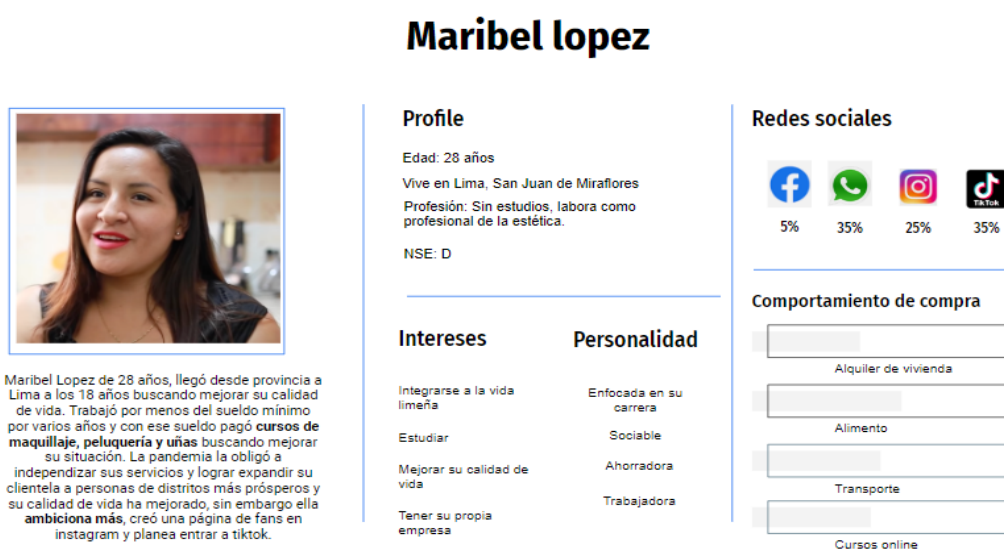 Maribel lopez
Maribel Lopez de 28 años, llegó desde provincia a
Lima a los 18 años buscando mejorar su calidad
de vida. Trabajó por menos del sueldo mínimo
por varios años y con ese sueldo pagó cursos de
maquillaje, peluquería y uñas buscando mejorar
su situación. La pandemia la obligó a
independizar sus servicios y lograr expandir su
clientela a personas de distritos más prósperos y
su calidad de vida ha mejorado, sin embargo ella
ambiciona más, creó una página de fans en
instagram y planea entrar a tiktok.
Profile
Edad: 28 años
Vive en Lima, San Juan de Miraflores
Profesión: Sin estudios, labora como
profesional de la estética.
NSE: D
Intereses
Integrarse a la vida
limeña
Estudiar
Mejorar su calidad de
vida
Tener su propia
empresa
Personalidad
Enfocada en su
carrera
Sociable
Ahorradora
Trabajadora
Redes sociales
TikTok
5% 35% 25% 35%
Comportamiento de compra
Alquiler de vivienda
Alimento
Transporte
Cursos online